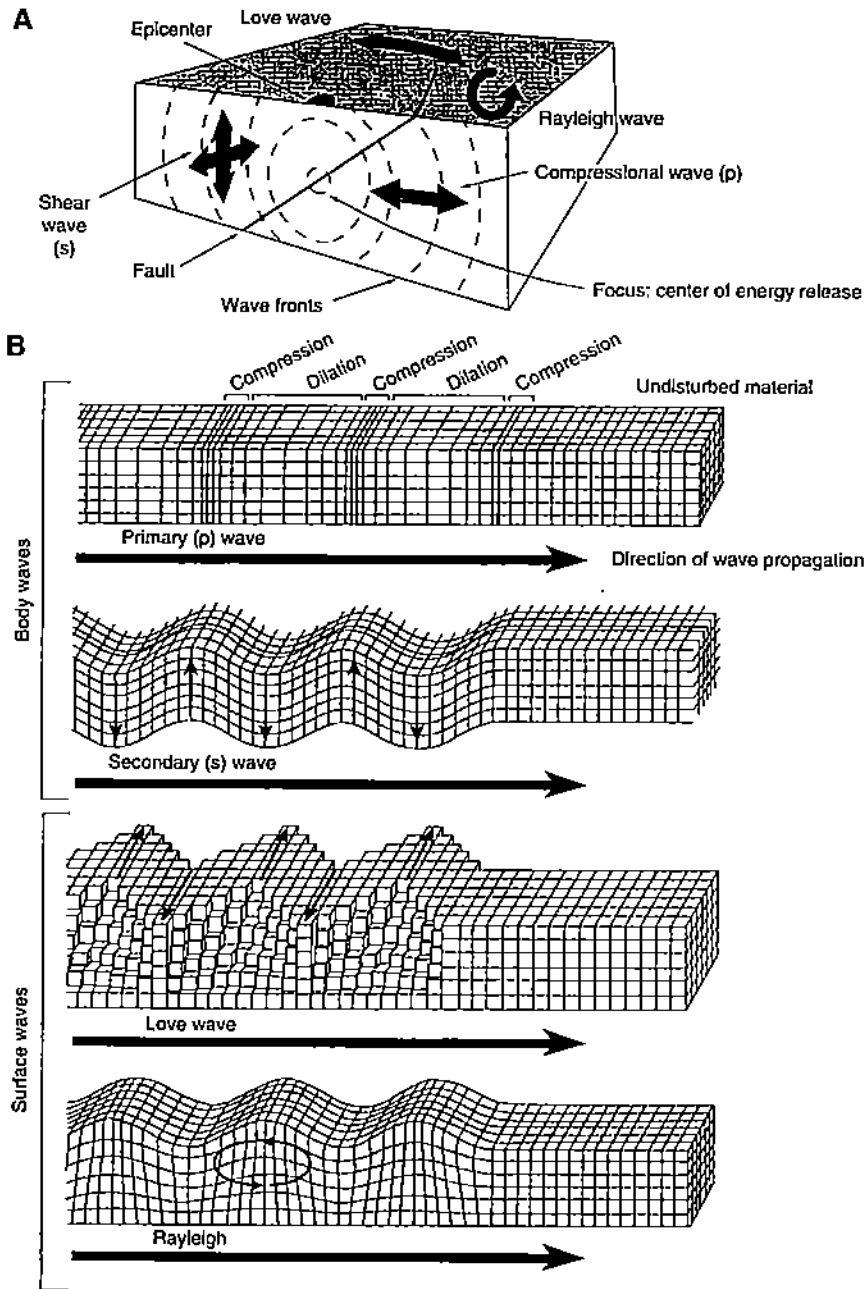 A
Love wave
Epicenter
Rayleigh wave
Compressional wave (p)
Shear
wave
(s)
Fault
Wave fronts
Focus; center of energy release
B
Compression
Dilation
Compression
Dilation
Compression
Undisturbed material
Body waves
Primary (p) wave
Direction of wave propagation
Secondary (s) wave
Surface waves
Love wave
Rayleigh